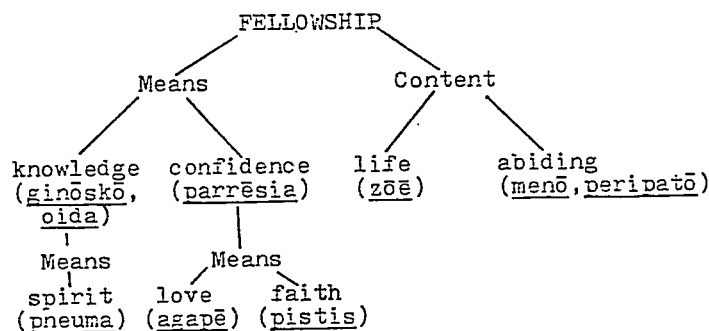 FELLOWSHIP
Means Content
knowledge confidence life abiding
(ginōskō, (parrēsia) (zōē) (menō, peripatō)
oida)
Means Means
spirit love faith
(pneuma) (agapē) (pistis)